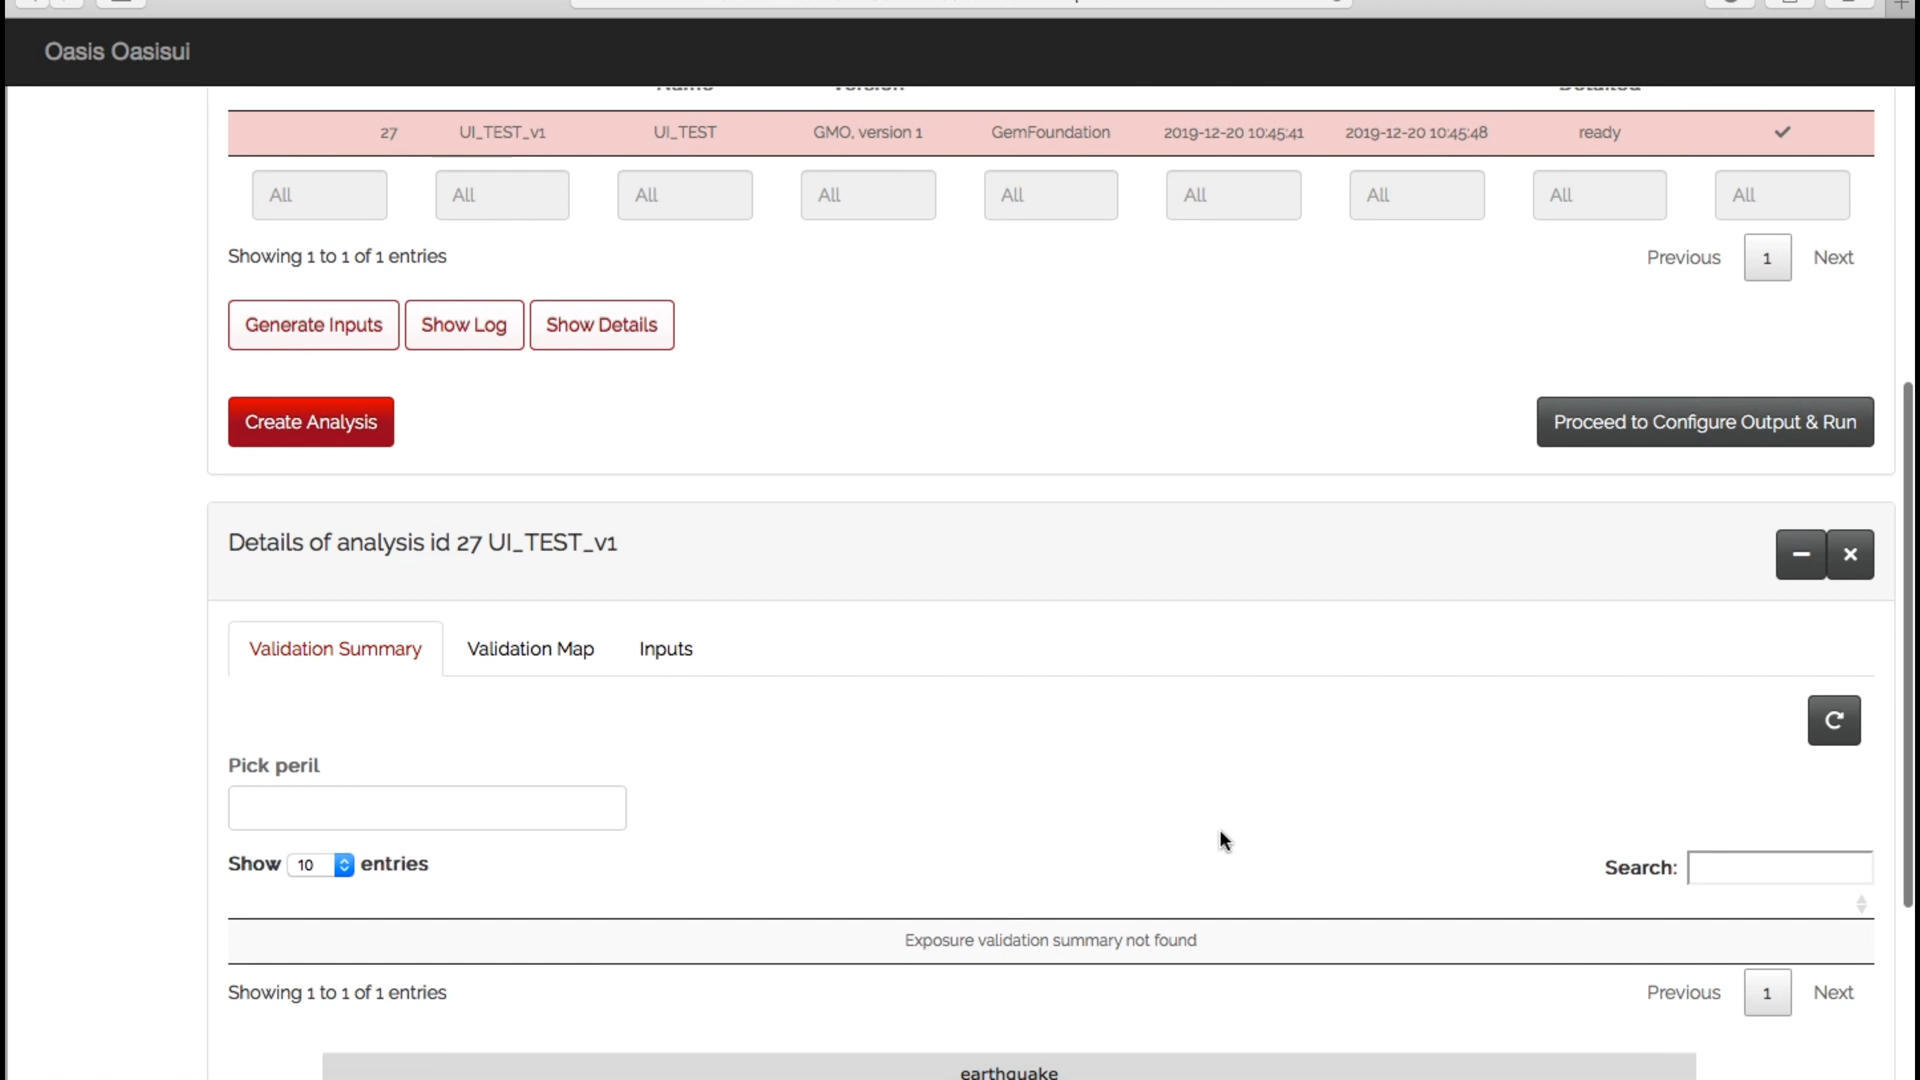 Oasis Oasisui
Name Version Detailed
27 UI_TEST_v1 UI_TEST GMO, version 1 GemFoundation 2019-12-20 10:45:41 2019-12-20 10:45:48 ready ✓
All All All All All All All All All
Showing 1 to 1 of 1 entries Previous 1 Next
Generate Inputs Show Log Show Details
Create Analysis Proceed to Configure Output & Run
Details of analysis id 27 UI_TEST_v1
Validation Summary Validation Map Inputs
Pick peril
Show 10 entries Search:
Exposure validation summary not found
Showing 1 to 1 of 1 entries Previous 1 Next
earthquake